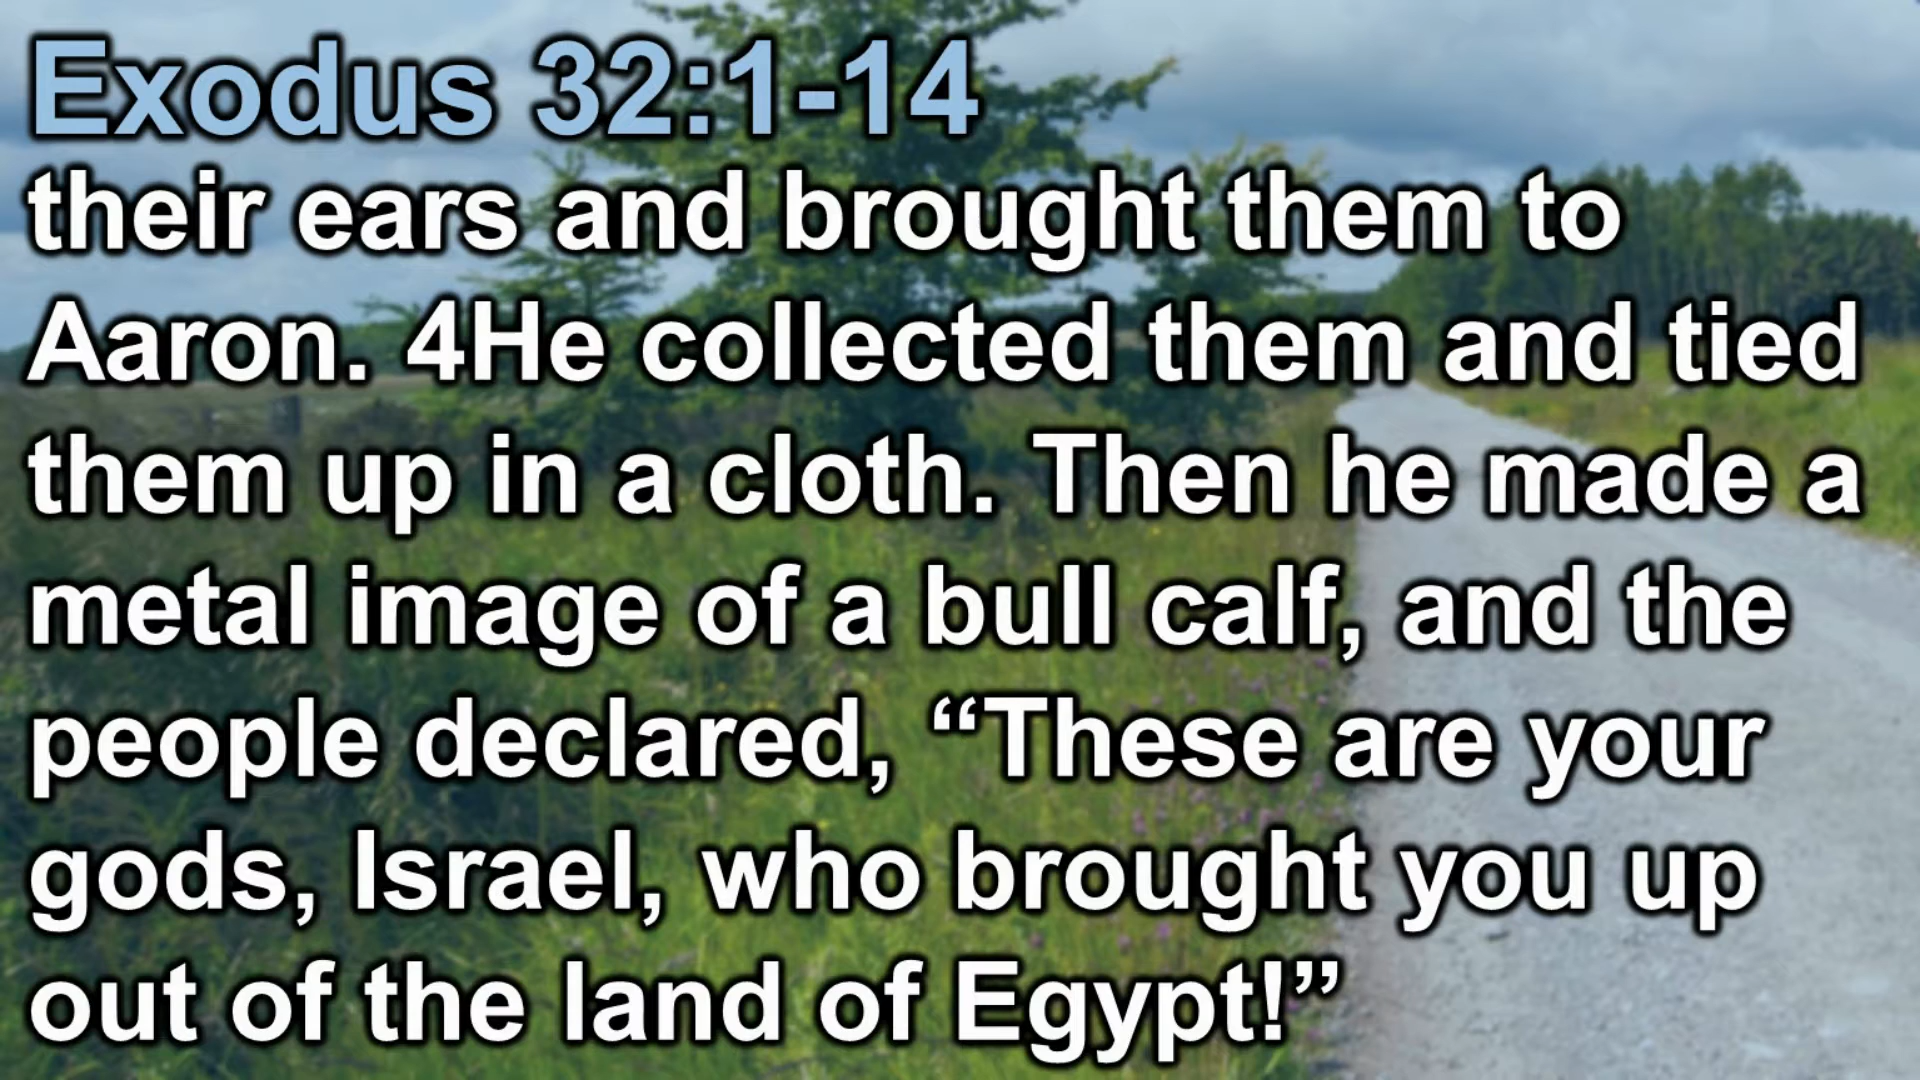 Exodus 32:1-14
their ears and brought them to
Aaron. 4He collected them and tied
them up in a cloth. Then he made a
metal image of a bull calf, and the
people declared, “These are your
gods, Israel, who brought you up
out of the land of Egypt!”